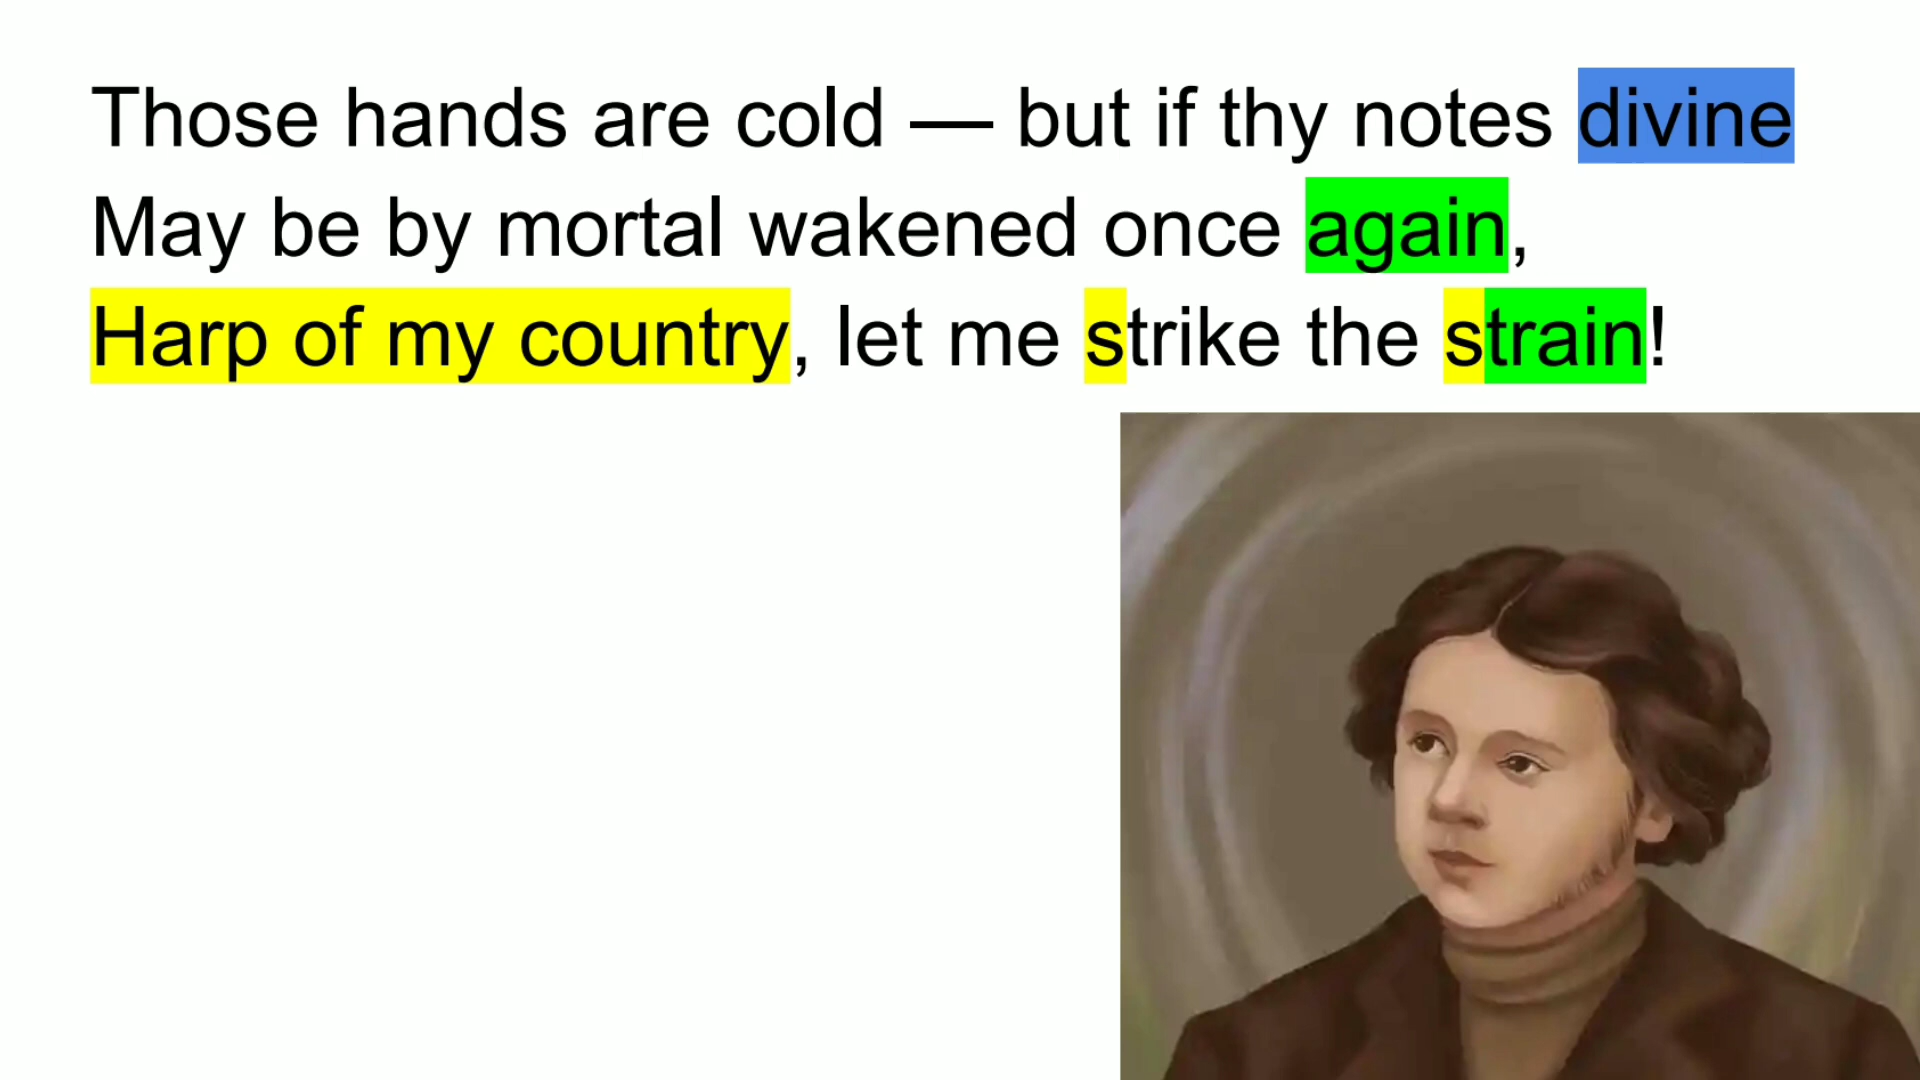 Those hands are cold — but if thy notes divine
May be by mortal wakened once again,
Harp of my country, let me strike the strain!